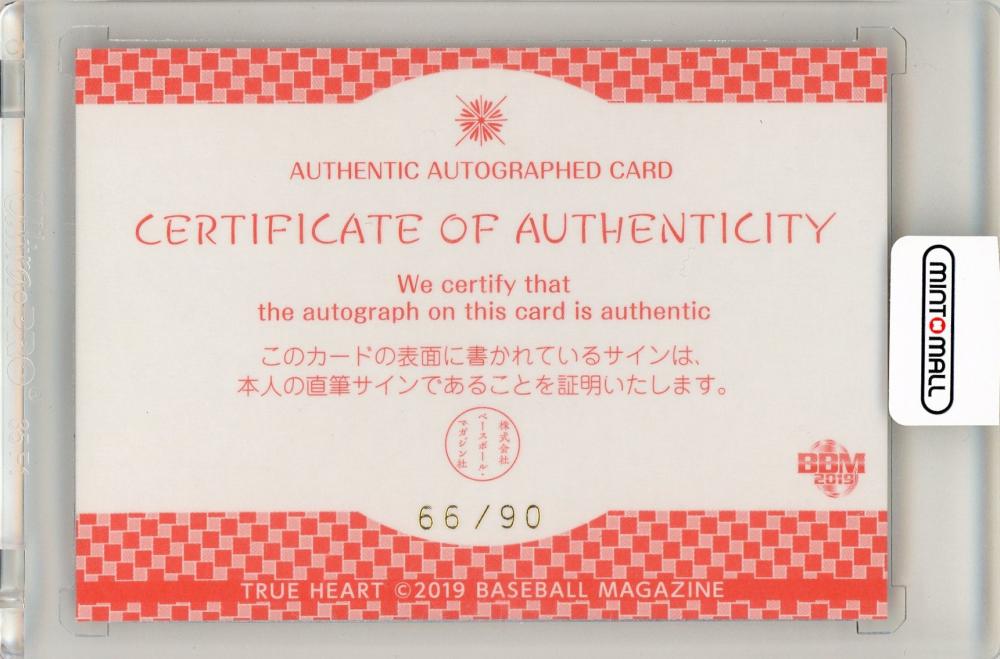 AUTHENTIC AUTOGRAPHED CARD
CERTIFICATE OF AUTHENTICITY
We certify that
the autograph on this card is authentic
このカードの表面に書かれているサインは、
本人の直筆サインであることを証明いたします。
株式会社
ベースボール・
マガジン社
BBM
2019
66/90
TRUE HEART ©2019 BASEBALL MAGAZINE
MINTMALL